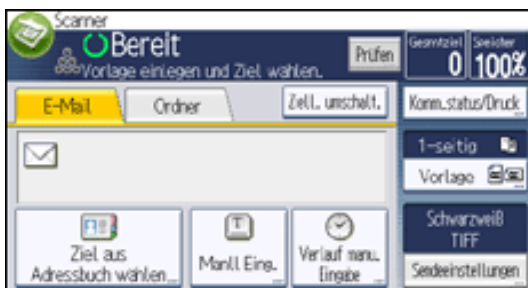 Scanner
Bereit
Vorlage einlegen und Ziel wählen.
Prüfen
Gesamtziel
0
Speicher
100%
E-Mail
Ordner
Zell. umschalt.
Komm.status/Druck
1-seitig
Vorlage
Schwarzweiß
TIFF
Sendeeinstellungen
Ziel aus
Adressbuch wählen
Manll Eing.
Verlauf manu.
Eingabe